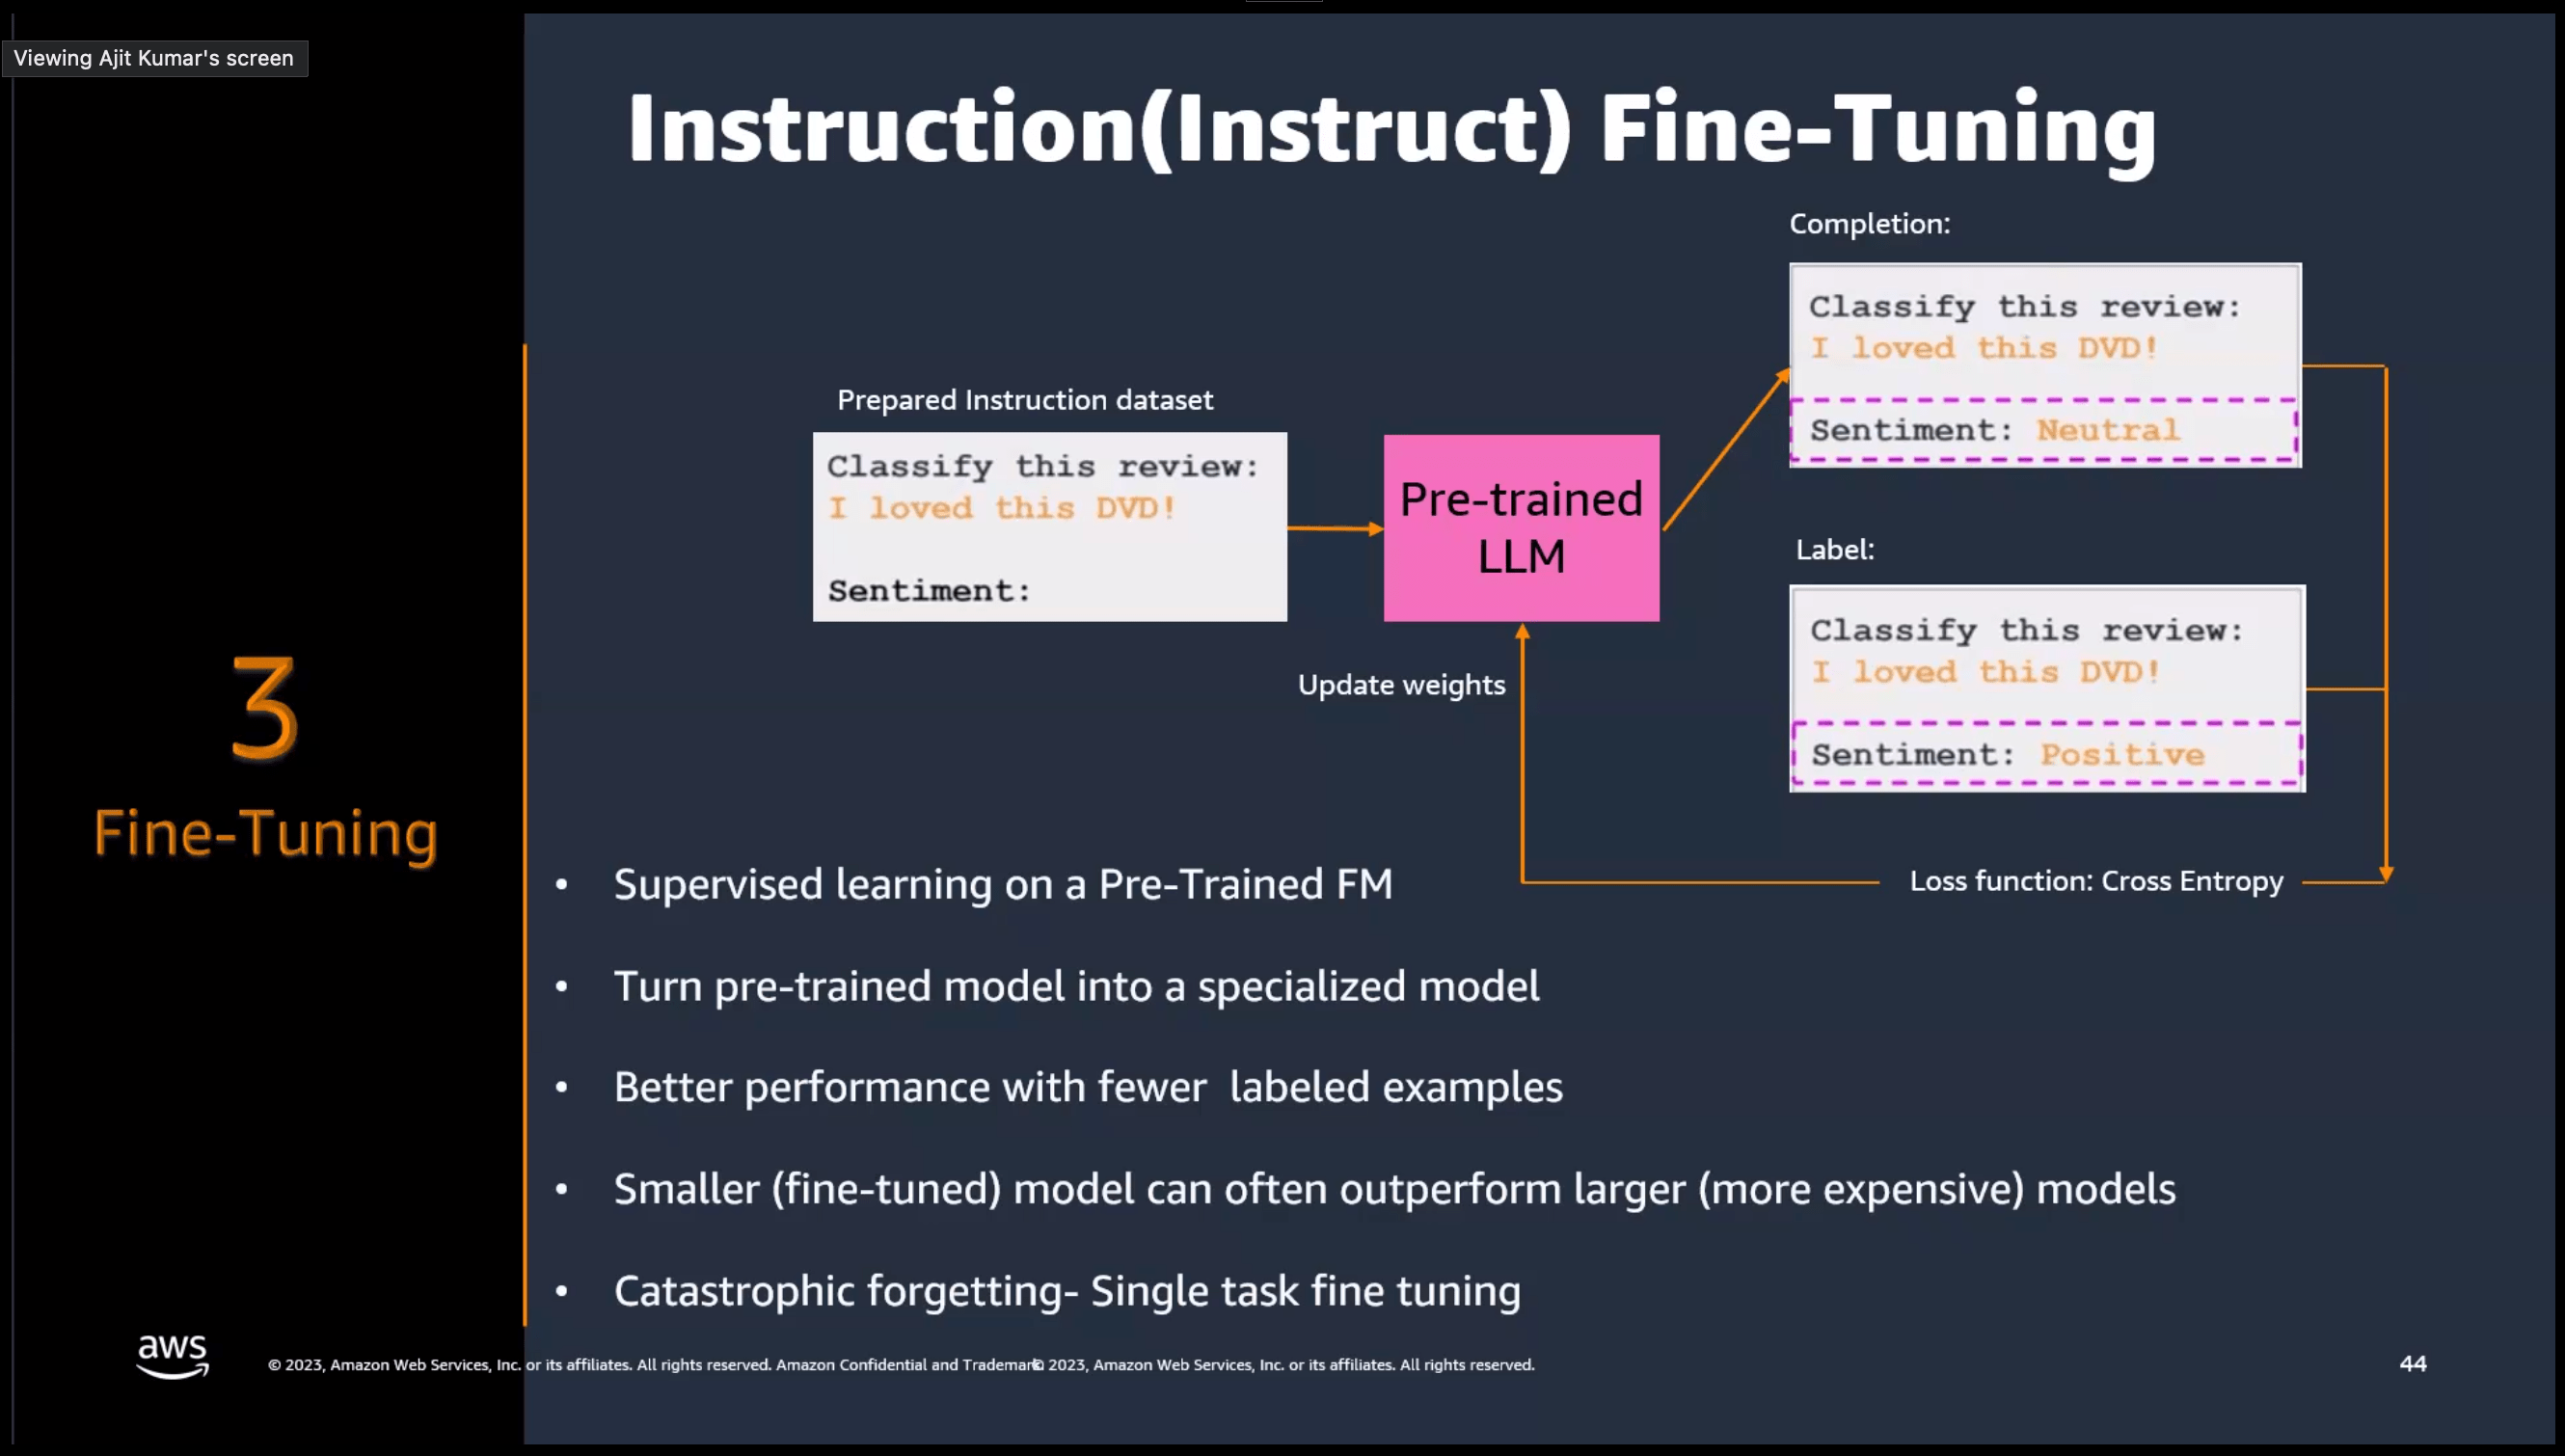 Viewing Ajit Kumar's screen
Instruction(Instruct) Fine-Tuning
3
Fine-Tuning
Prepared Instruction dataset
Classify this review:
I loved this DVD!
Sentiment:
Pre-trained
LLM
Completion:
Classify this review:
I loved this DVD!
Sentiment: Neutral
Label:
Classify this review:
I loved this DVD!
Sentiment: Positive
Update weights
Loss function: Cross Entropy
• Supervised learning on a Pre-Trained FM
• Turn pre-trained model into a specialized model
• Better performance with fewer labeled examples
• Smaller (fine-tuned) model can often outperform larger (more expensive) models
• Catastrophic forgetting- Single task fine tuning
aws
© 2023, Amazon Web Services, Inc. or its affiliates. All rights reserved. Amazon Confidential and Trademark
© 2023, Amazon Web Services, Inc. or its affiliates. All rights reserved.
44